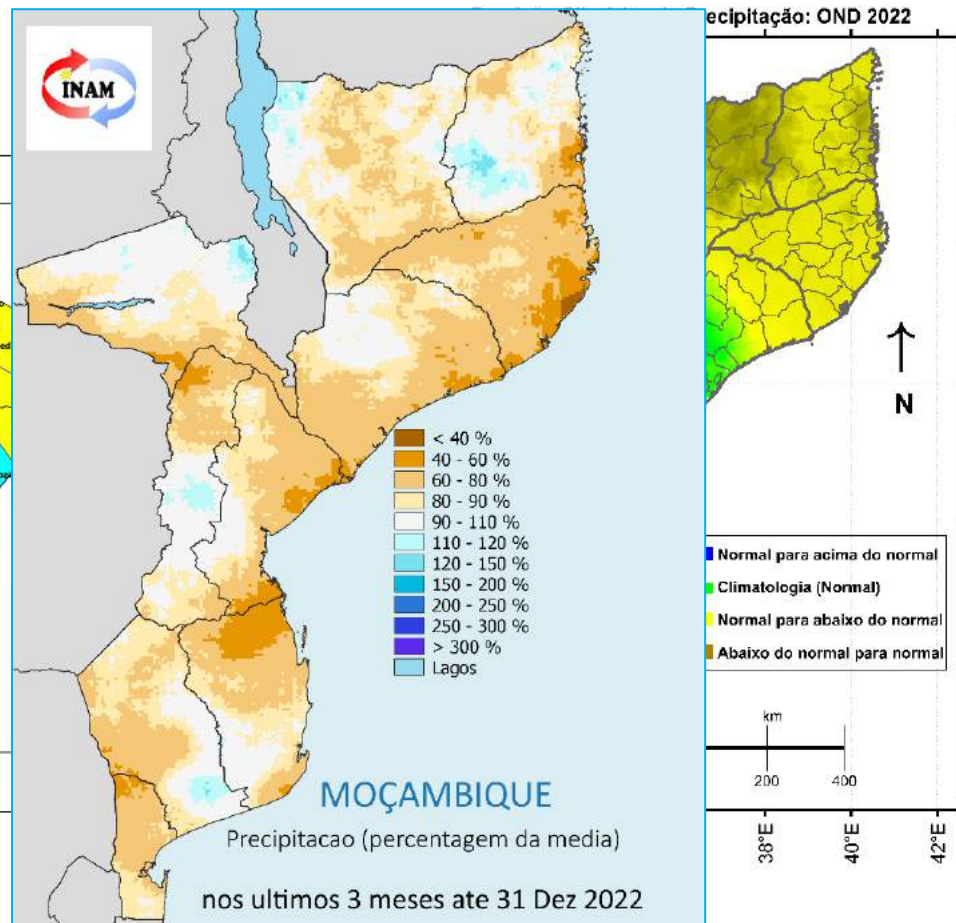 ecipitação: OND 2022
INAM
< 40 %
40 - 60 %
60 - 80 %
80 - 90 %
90 - 110 %
110 - 120 %
120 - 150 %
150 - 200 %
200 - 250 %
250 - 300 %
> 300 %
Lagos
N
Normal para acima do normal
Climatologia (Normal)
Normal para abaixo do normal
Abaixo do normal para normal
km
200 400
38°E 40°E 42°E
MOÇAMBIQUE
Precipitacao (percentagem da media)
nos ultimos 3 meses ate 31 Dez 2022